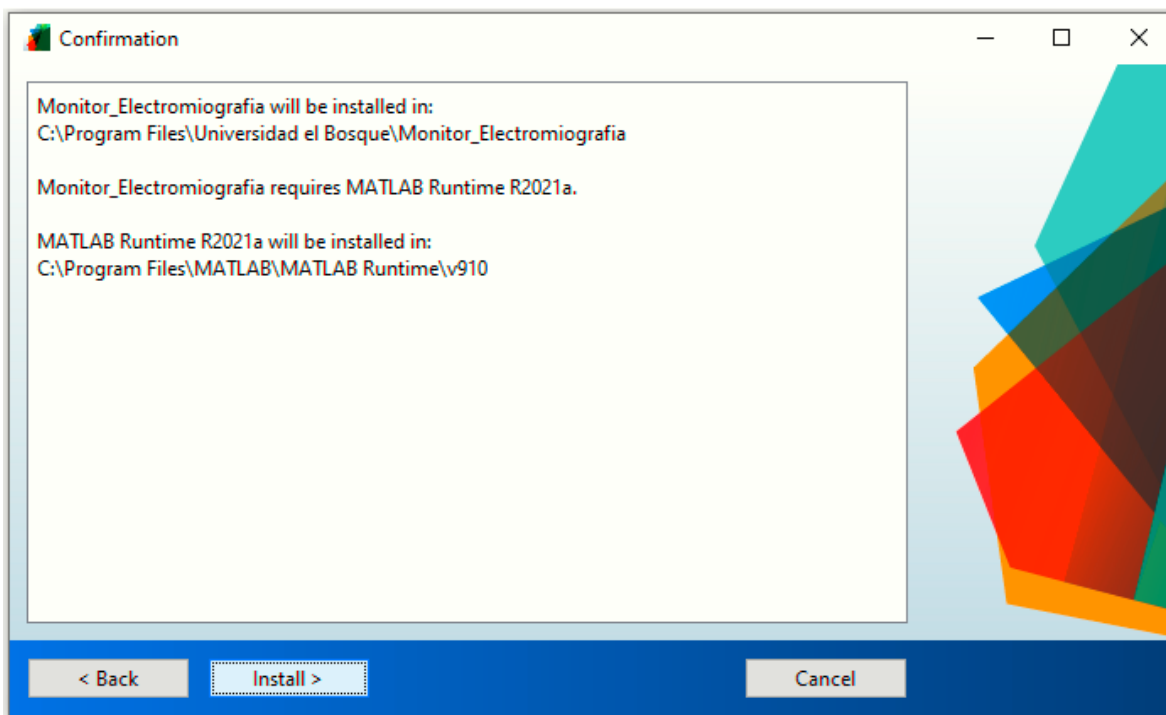 Confirmation
Monitor_Electromiografia will be installed in:
C:\Program Files\Universidad el Bosque\Monitor_Electromiografia
Monitor_Electromiografia requires MATLAB Runtime R2021a.
MATLAB Runtime R2021a will be installed in:
C:\Program Files\MATLAB\MATLAB Runtime\v910
< Back
Install >
Cancel